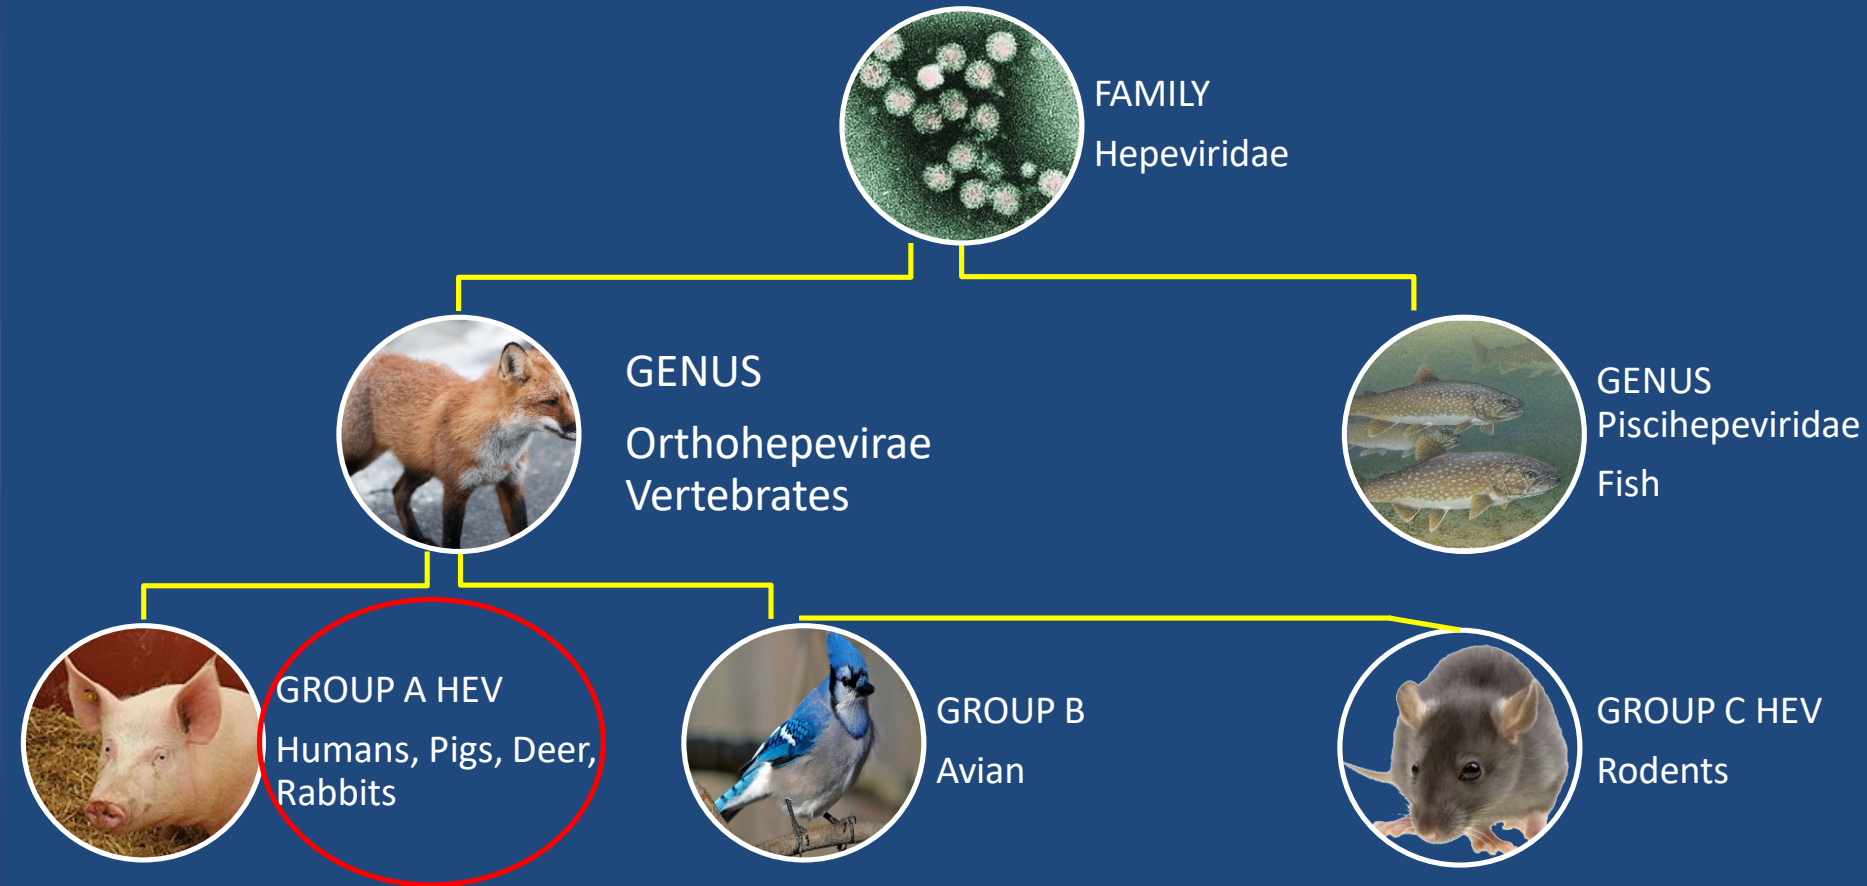 FAMILY
Hepeviridae
GENUS
Orthohepevirae
Vertebrates
GENUS
Piscihepeviridae
Fish
GROUP A HEV
Humans, Pigs, Deer,
Rabbits
GROUP B
Avian
GROUP C HEV
Rodents